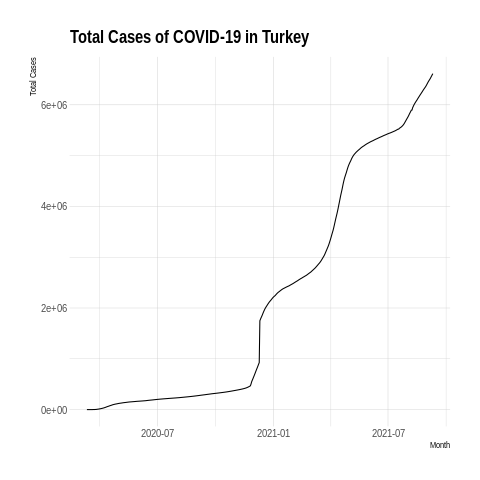 Total Cases of COVID-19 in Turkey
Total Cases
6e+06
4e+06
2e+06
0e+00
2020-07
2021-01
2021-07
Month